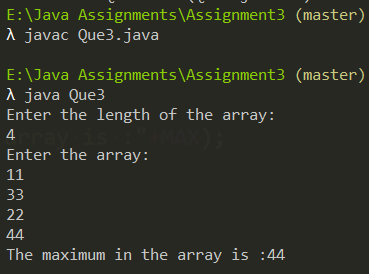 E:\Java Assignments\Assignment3 (master)
λ javac Que3.java
E:\Java Assignments\Assignment3 (master)
λ java Que3
Enter the length of the array:
4
Enter the array:
11
33
22
44
The maximum in the array is :44